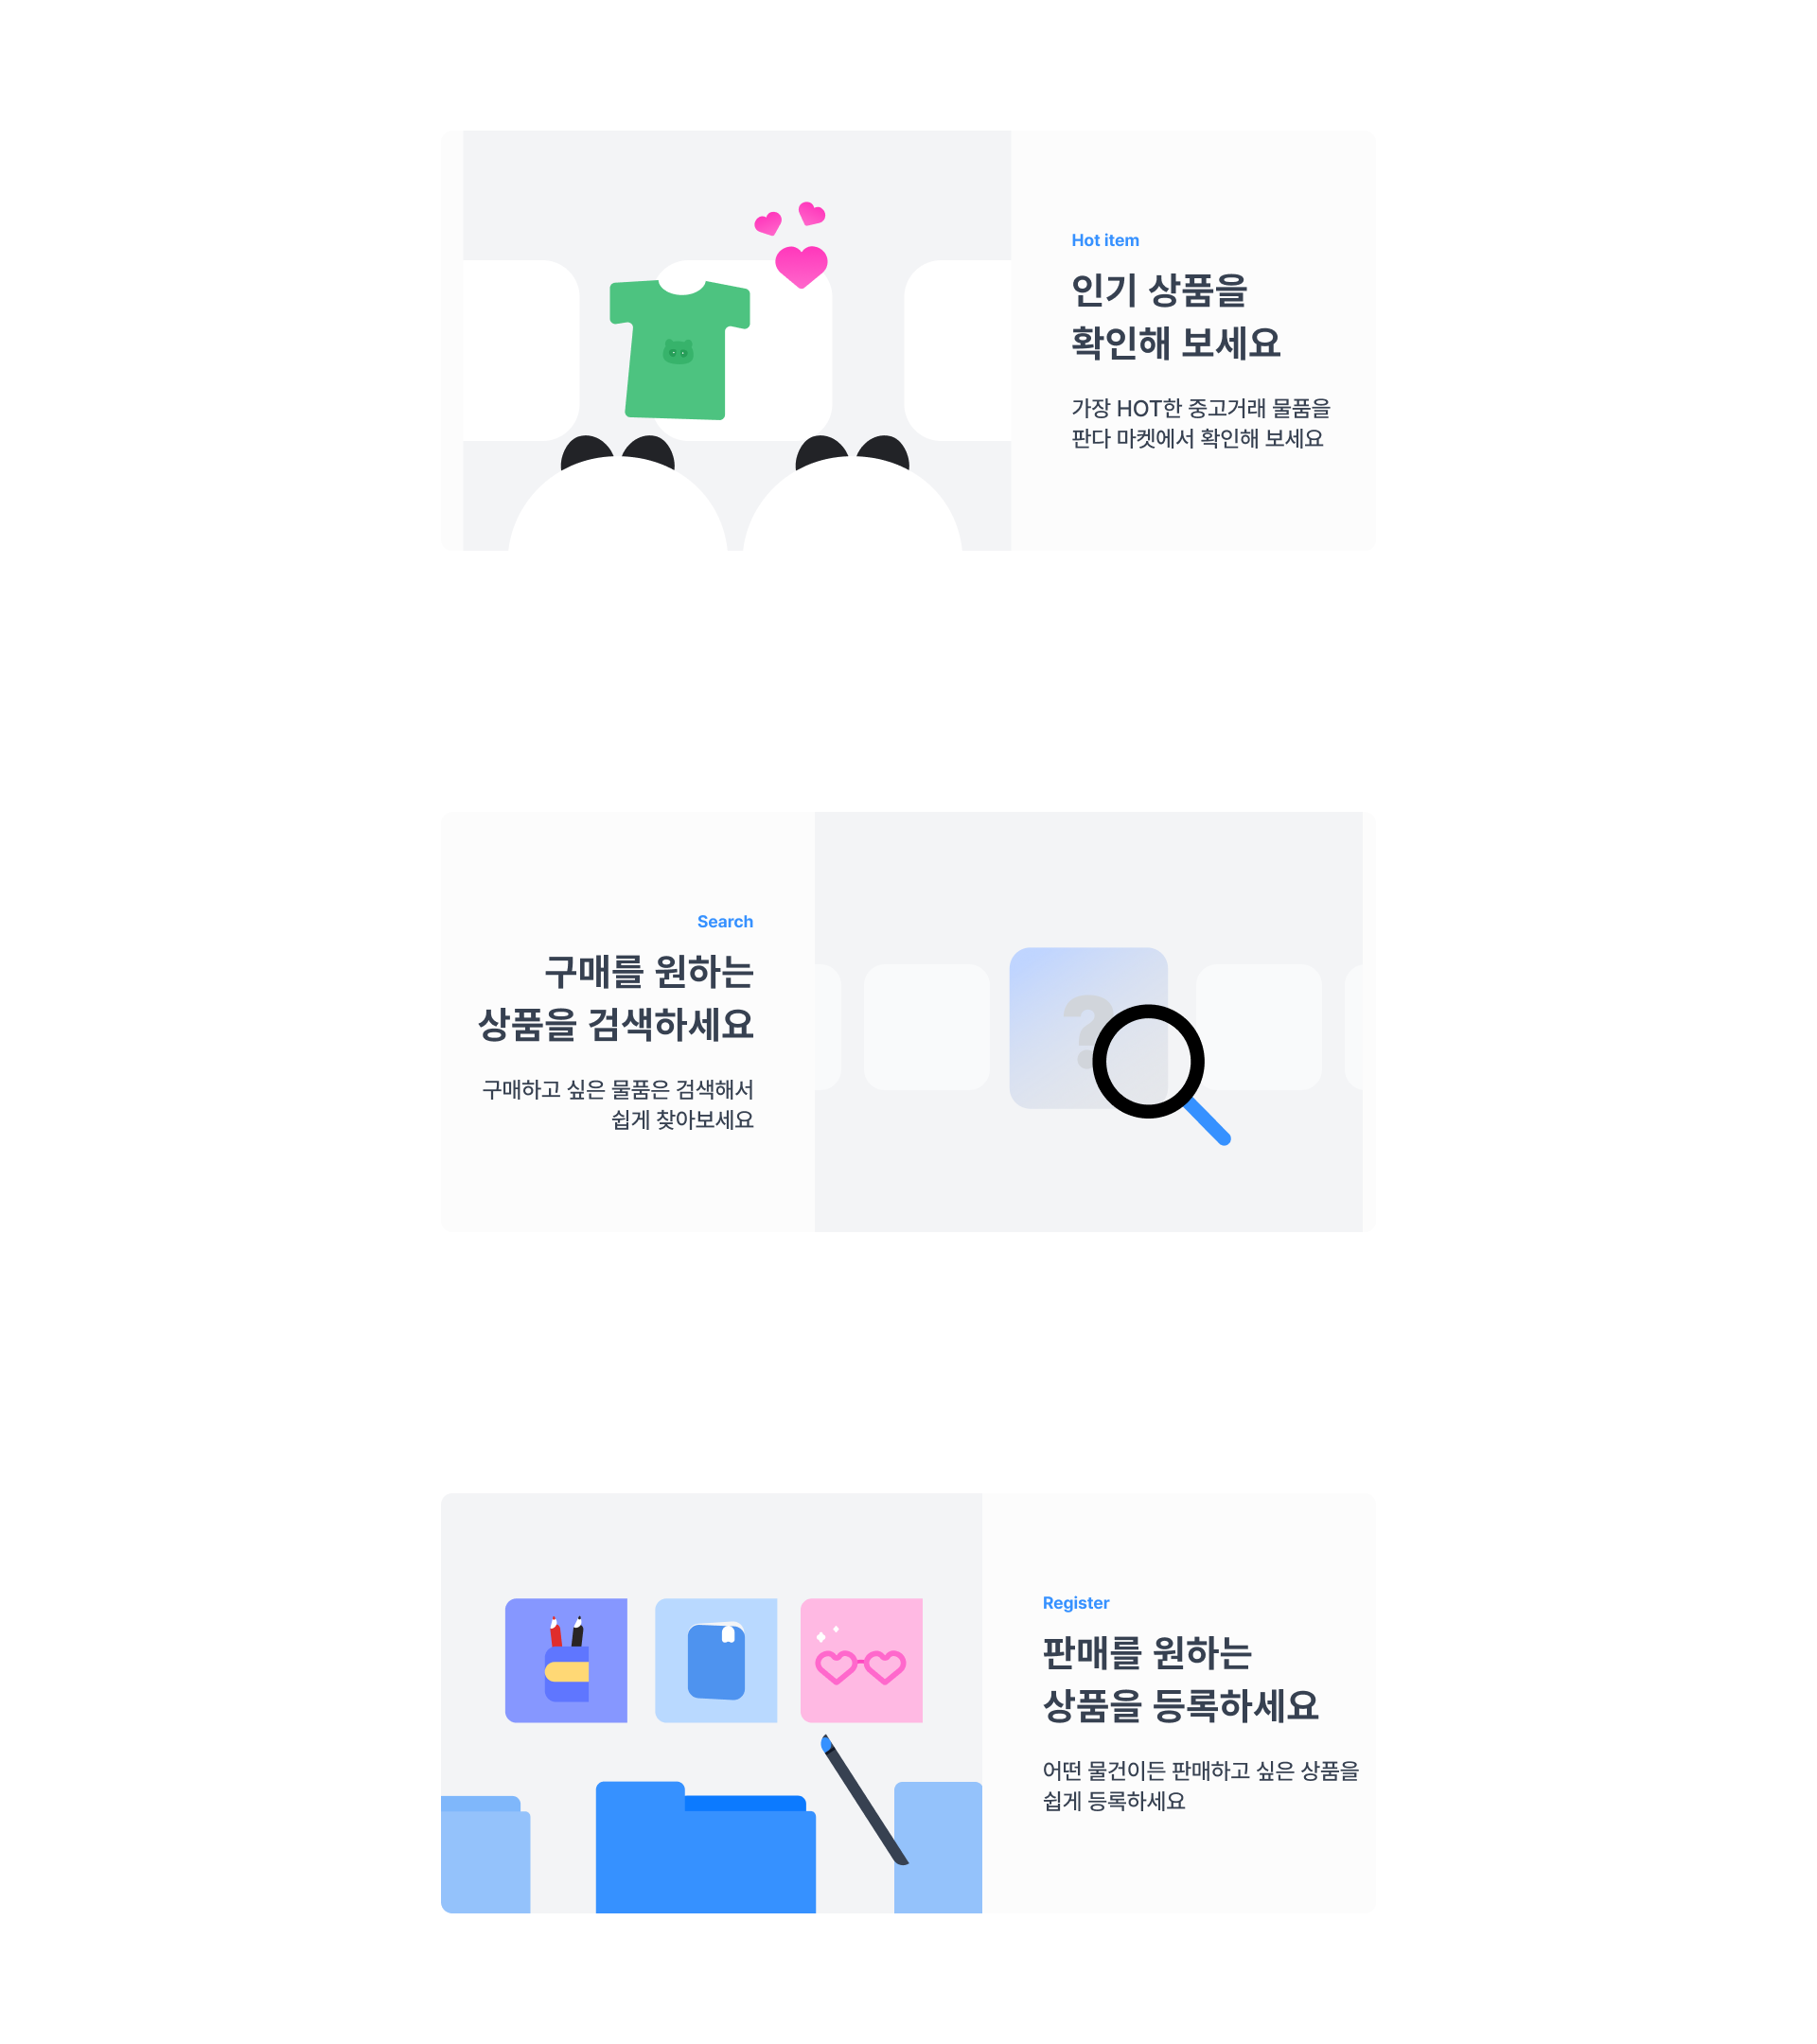 Hot item
인기 상품을
확인해 보세요
가장 HOT한 중고거래 물품을
판다 마켓에서 확인해 보세요
Search
구매를 원하는
상품을 검색하세요
구매하고 싶은 물품은 검색해서
쉽게 찾아보세요
?
Register
판매를 원하는
상품을 등록하세요
어떤 물건이든 판매하고 싶은 상품을
쉽게 등록하세요